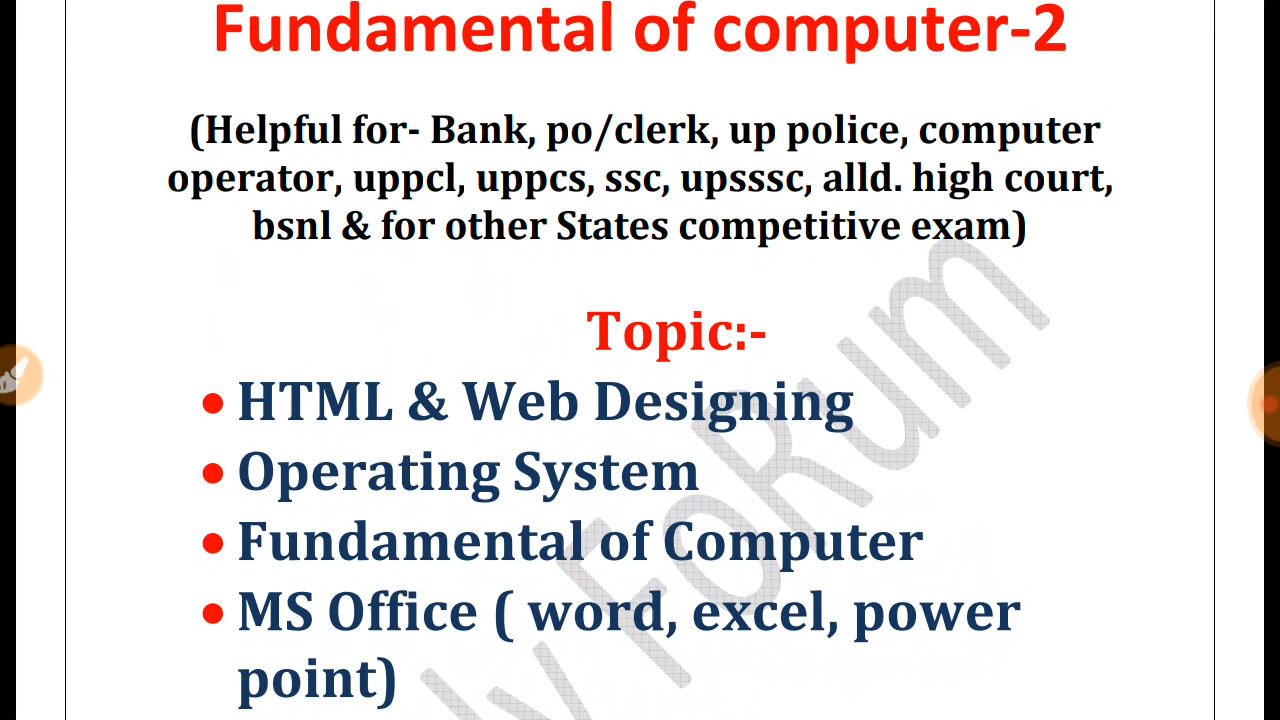 Fundamental of computer-2
(Helpful for- Bank, po/clerk, up police, computer
operator, uppcl, uppcs, ssc, upsssc, alld. high court,
bsnl & for other States competitive exam)
Topic:-
• HTML & Web Designing
• Operating System
• Fundamental of Computer
• MS Office ( word, excel, power
point)
FoRum